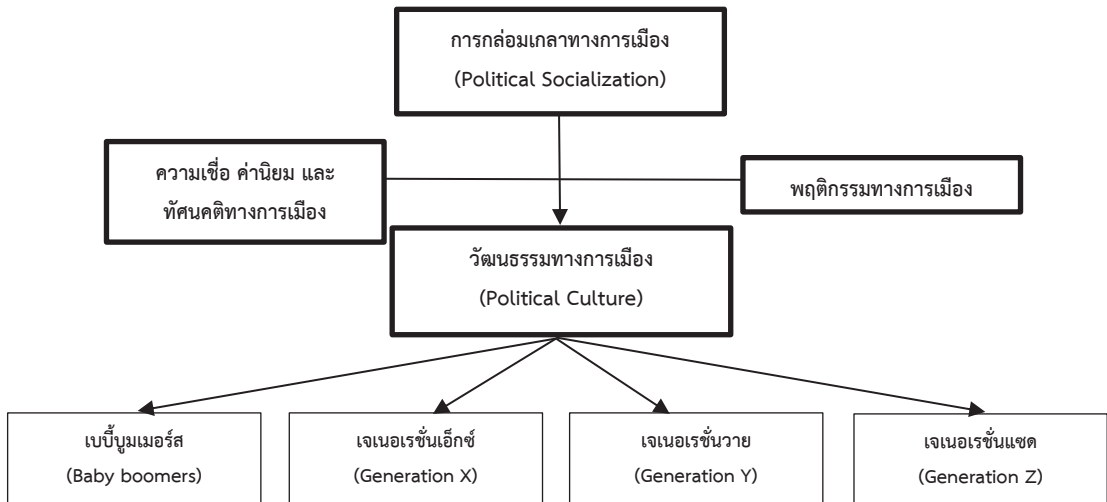 การกล่อมเกลาทางการเมือง
(Political Socialization)
ความเชื่อ ค่านิยม และ
ทัศนคติทางการเมือง
พฤติกรรมทางการเมือง
วัฒนธรรมทางการเมือง
(Political Culture)
เบบี้บูมเมอร์ส
(Baby boomers)
เจเนอเรชั่นเอ็กซ์
(Generation X)
เจเนอเรชั่นวาย
(Generation Y)
เจเนอเรชั่นแซด
(Generation Z)